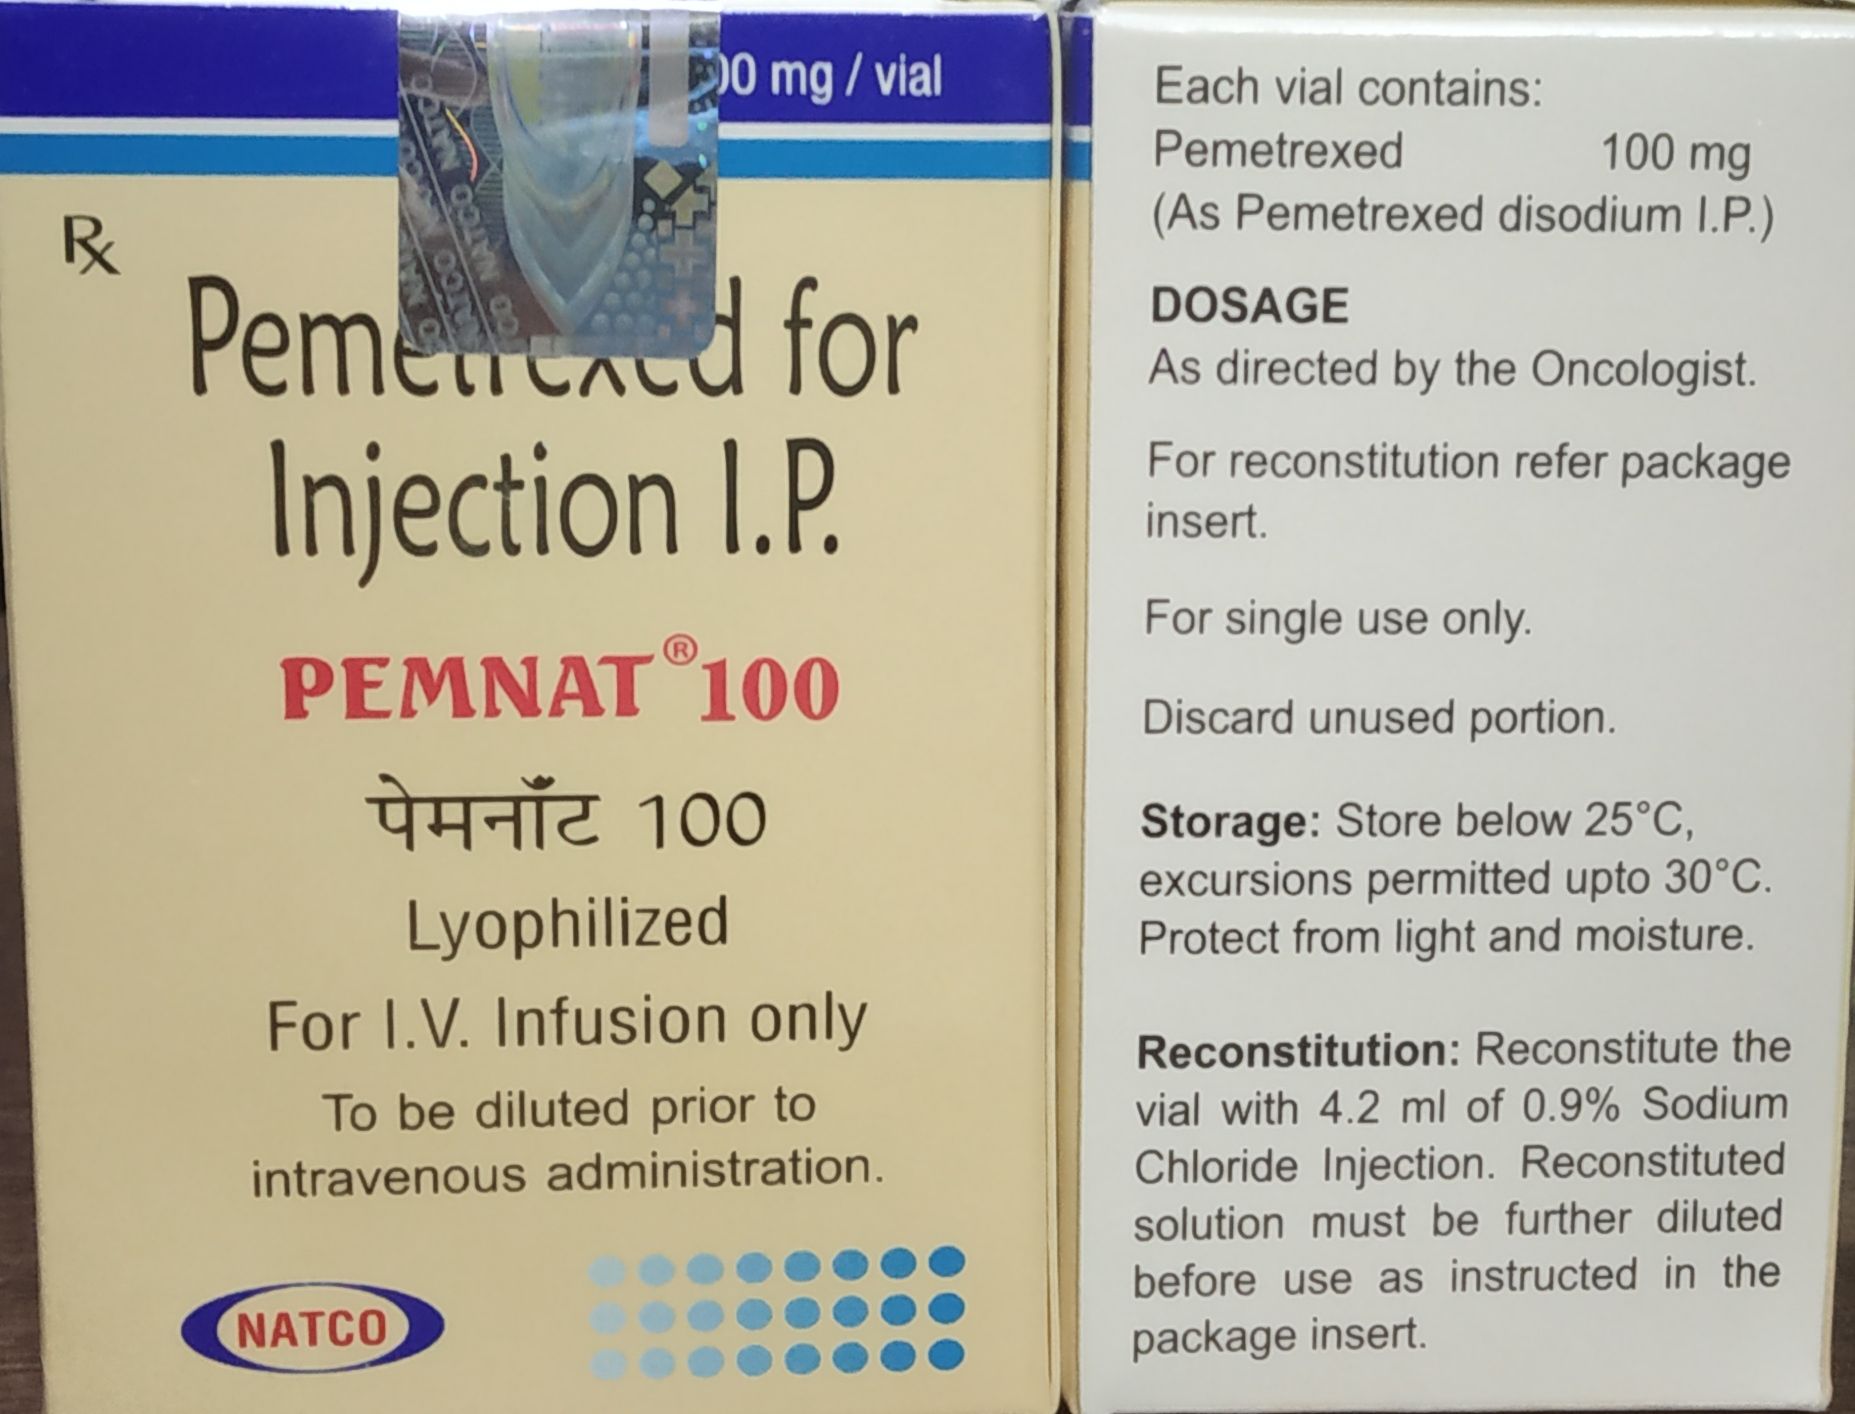 00 mg / vial
Rx
Pemetrexed for
Injection I.P.
PEMNAT®100
पेमनॉट 100
Lyophilized
For I.V. Infusion only
To be diluted prior to
intravenous administration.
NATCO
Each vial contains:
Pemetrexed 100 mg
(As Pemetrexed disodium I.P.)
DOSAGE
As directed by the Oncologist.
For reconstitution refer package
insert.
For single use only.
Discard unused portion.
Storage: Store below 25°C,
excursions permitted upto 30°C.
Protect from light and moisture.
Reconstitution: Reconstitute the
vial with 4.2 ml of 0.9% Sodium
Chloride Injection. Reconstituted
solution must be further diluted
before use as instructed in the
package insert.